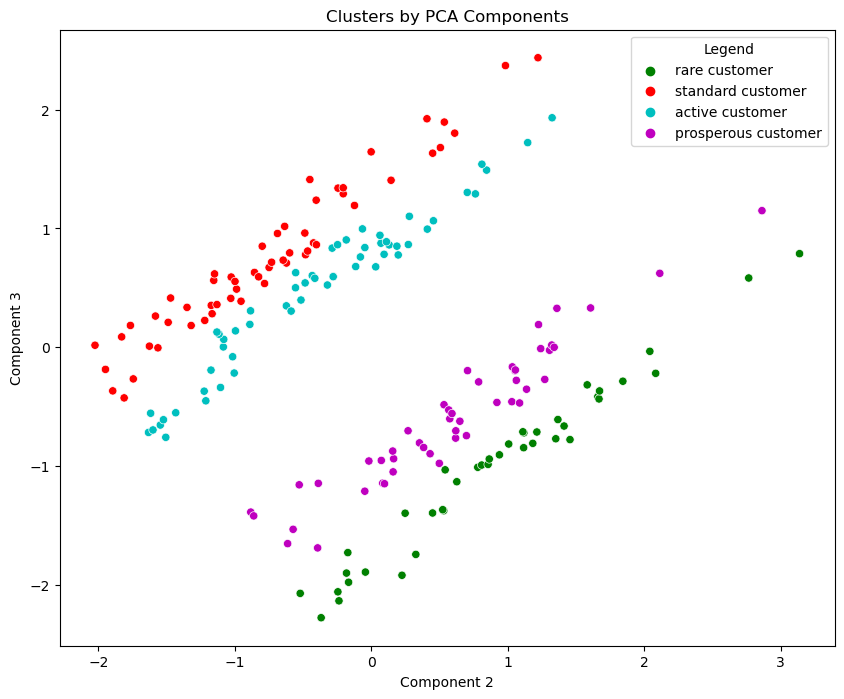 Clusters by PCA Components
Legend
rare customer
standard customer
active customer
prosperous customer
Component 3
2
1
0
−1
−2
−2
−1
0
1
2
3
Component 2